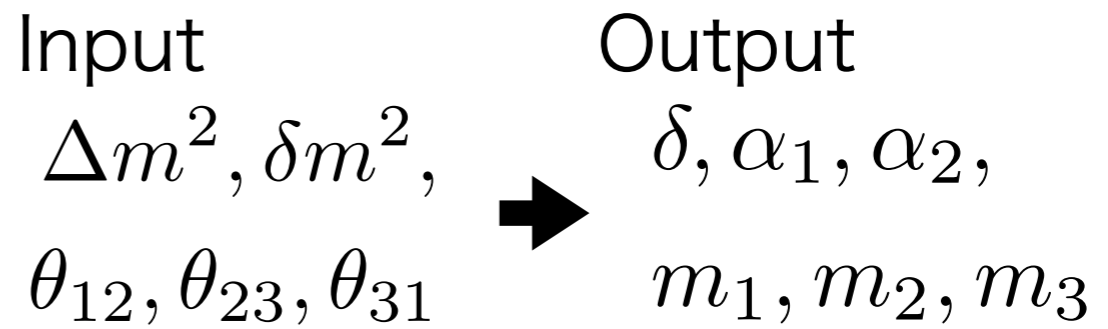 Input
Δm², δm²,
θ₁₂, θ₂₃, θ₃₁
Output
δ, α₁, α₂,
m₁, m₂, m₃